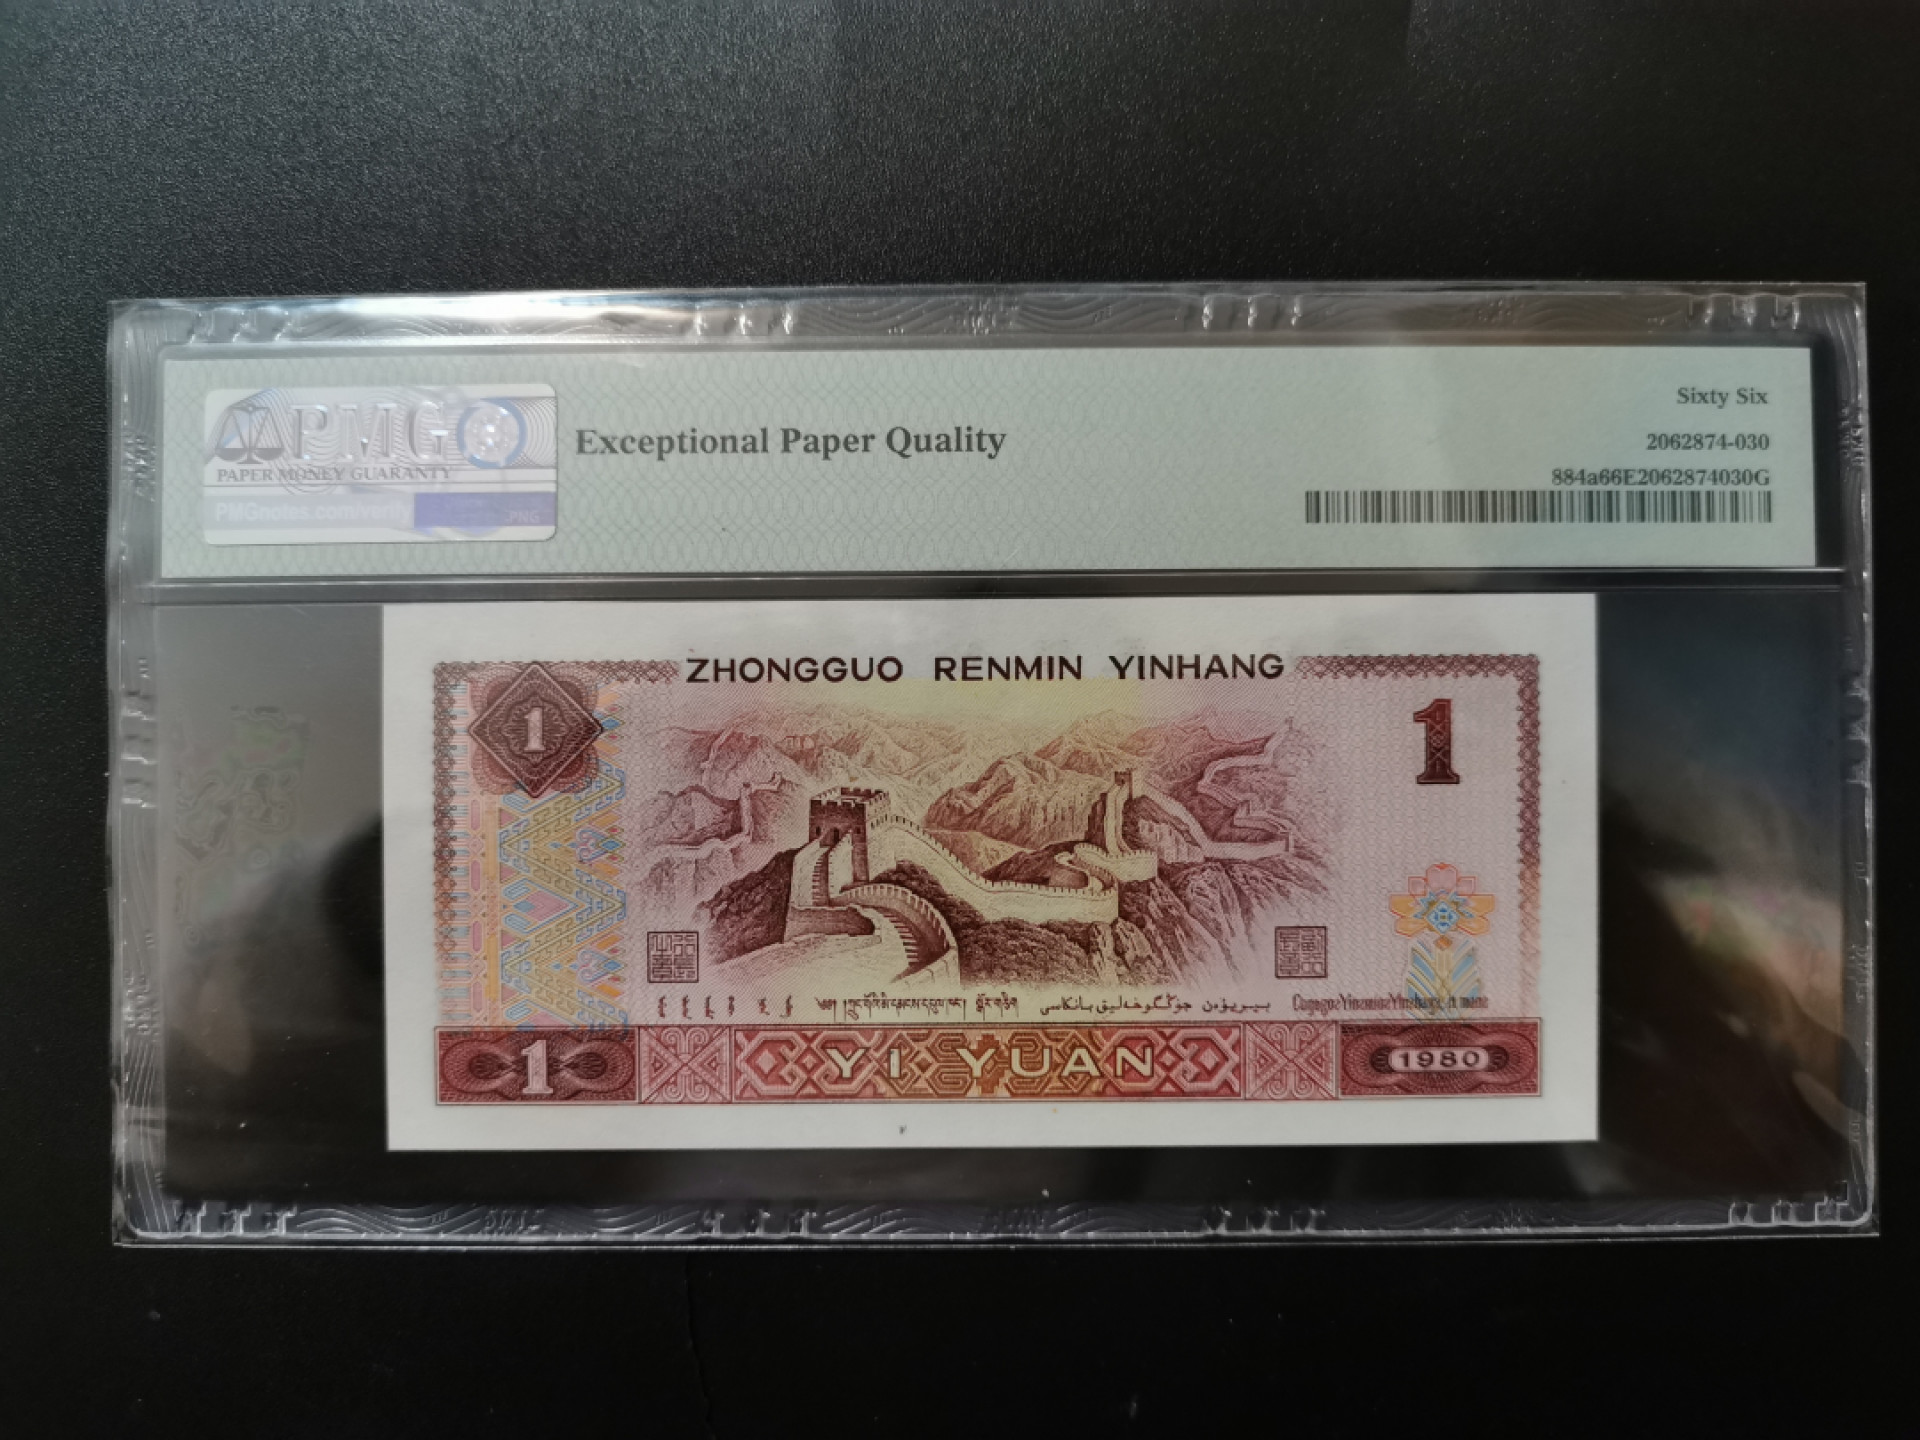 PMG
PAPER MONEY GUARANTY
PMGnotes.com/verify
Exceptional Paper Quality
Sixty Six
2062874-030
884a66E2062874030G
ZHONGGUO RENMIN YINHANG
1
1
1
YI YUAN
1980